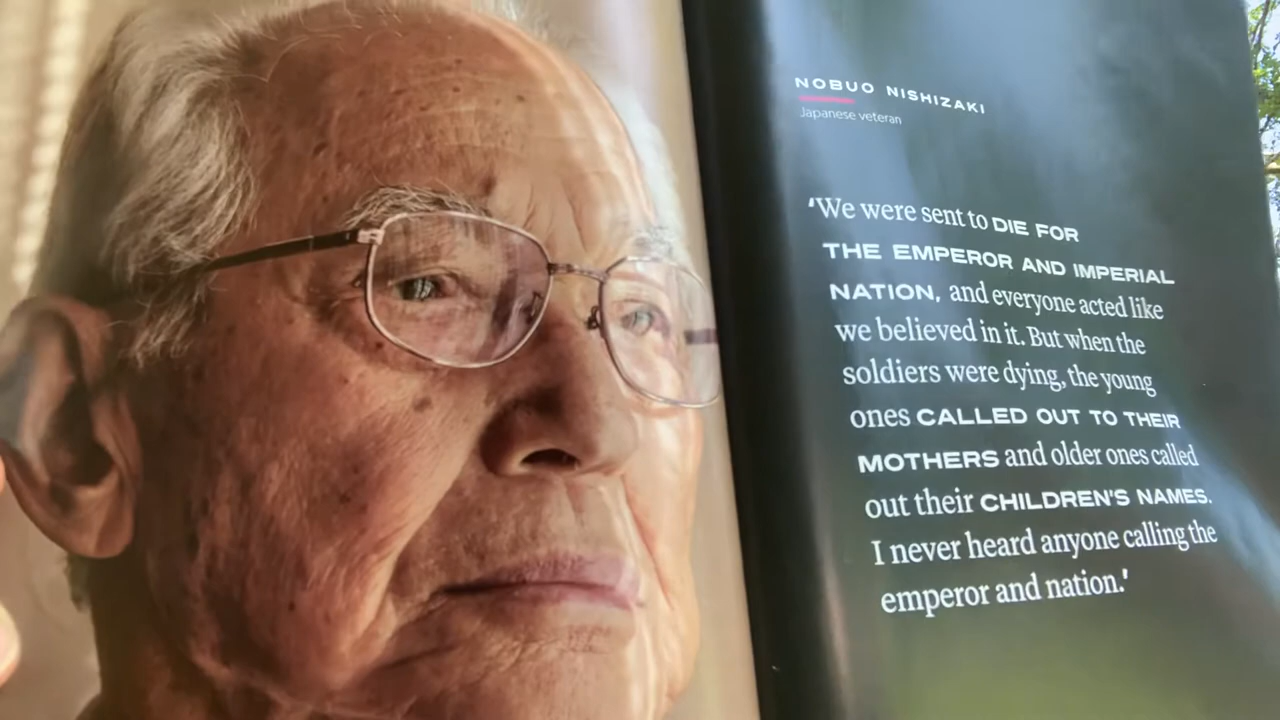 NOBUO NISHIZAKI
Japanese veteran
‘We were sent to DIE FOR
THE EMPEROR AND IMPERIAL
NATION, and everyone acted like
we believed in it. But when the
soldiers were dying, the young
ones CALLED OUT TO THEIR
MOTHERS and older ones called
out their CHILDREN'S NAMES.
I never heard anyone calling the
emperor and nation.’